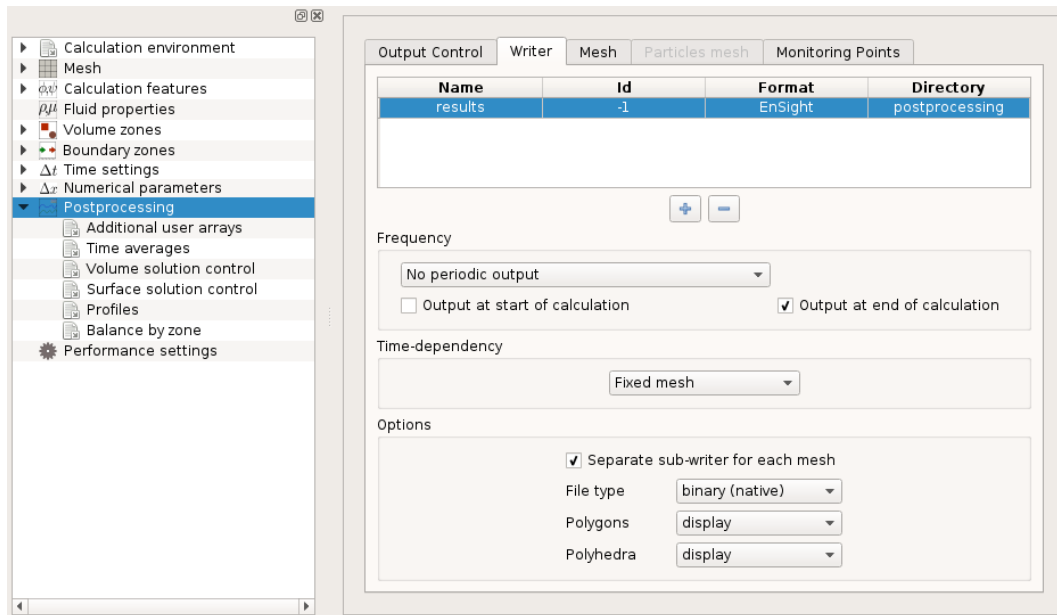 Calculation environment
Mesh
ϕ,ψ Calculation features
ρ,μ Fluid properties
Volume zones
Boundary zones
Δt Time settings
Δx Numerical parameters
Postprocessing
Additional user arrays
Time averages
Volume solution control
Surface solution control
Profiles
Balance by zone
Performance settings
Output Control Writer Mesh Particles mesh Monitoring Points
Name Id Format Directory
results -1 EnSight postprocessing
Frequency
No periodic output
Output at start of calculation Output at end of calculation
Time-dependency
Fixed mesh
Options
Separate sub-writer for each mesh
File type binary (native)
Polygons display
Polyhedra display